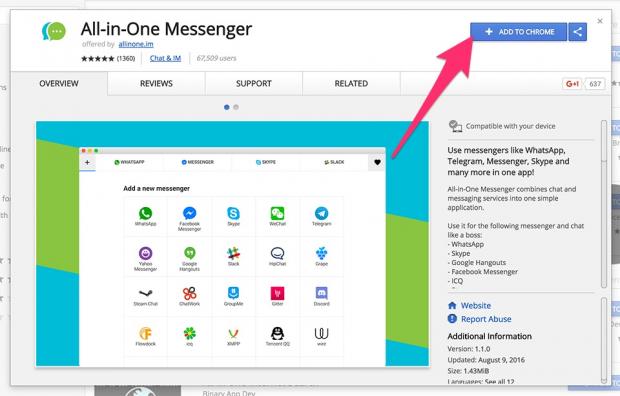 All-in-One Messenger
offered by allinone.im
★★★★★ (1360) Chat & IM 67,509 users
ADD TO CHROME
OVERVIEW REVIEWS SUPPORT RELATED
G+1 637
WHATSAPP MESSENGER SKYPE SLACK
Add a new messenger
WhatsApp Facebook Messenger Skype WeChat Telegram
Yahoo Messenger Google Hangouts Slack HipChat Grape
Steam Chat ChatWork GroupMe Gitter Discord
Flowdock icq XMPP Tencent QQ wire
Compatible with your device
Use messengers like WhatsApp,
Telegram, Messenger, Skype and
many more in one app!
All-in-One Messenger combines chat and
messaging services into one simple
application.
Use it for the following messenger and chat
like a boss:
- WhatsApp
- Skype
- Google Hangouts
- Facebook Messenger
- ICQ
Website
Report Abuse
Additional Information
Version: 1.1.0
Updated: August 9, 2016
Size: 1.43MiB
Languages: See all 12
Binary App Dev